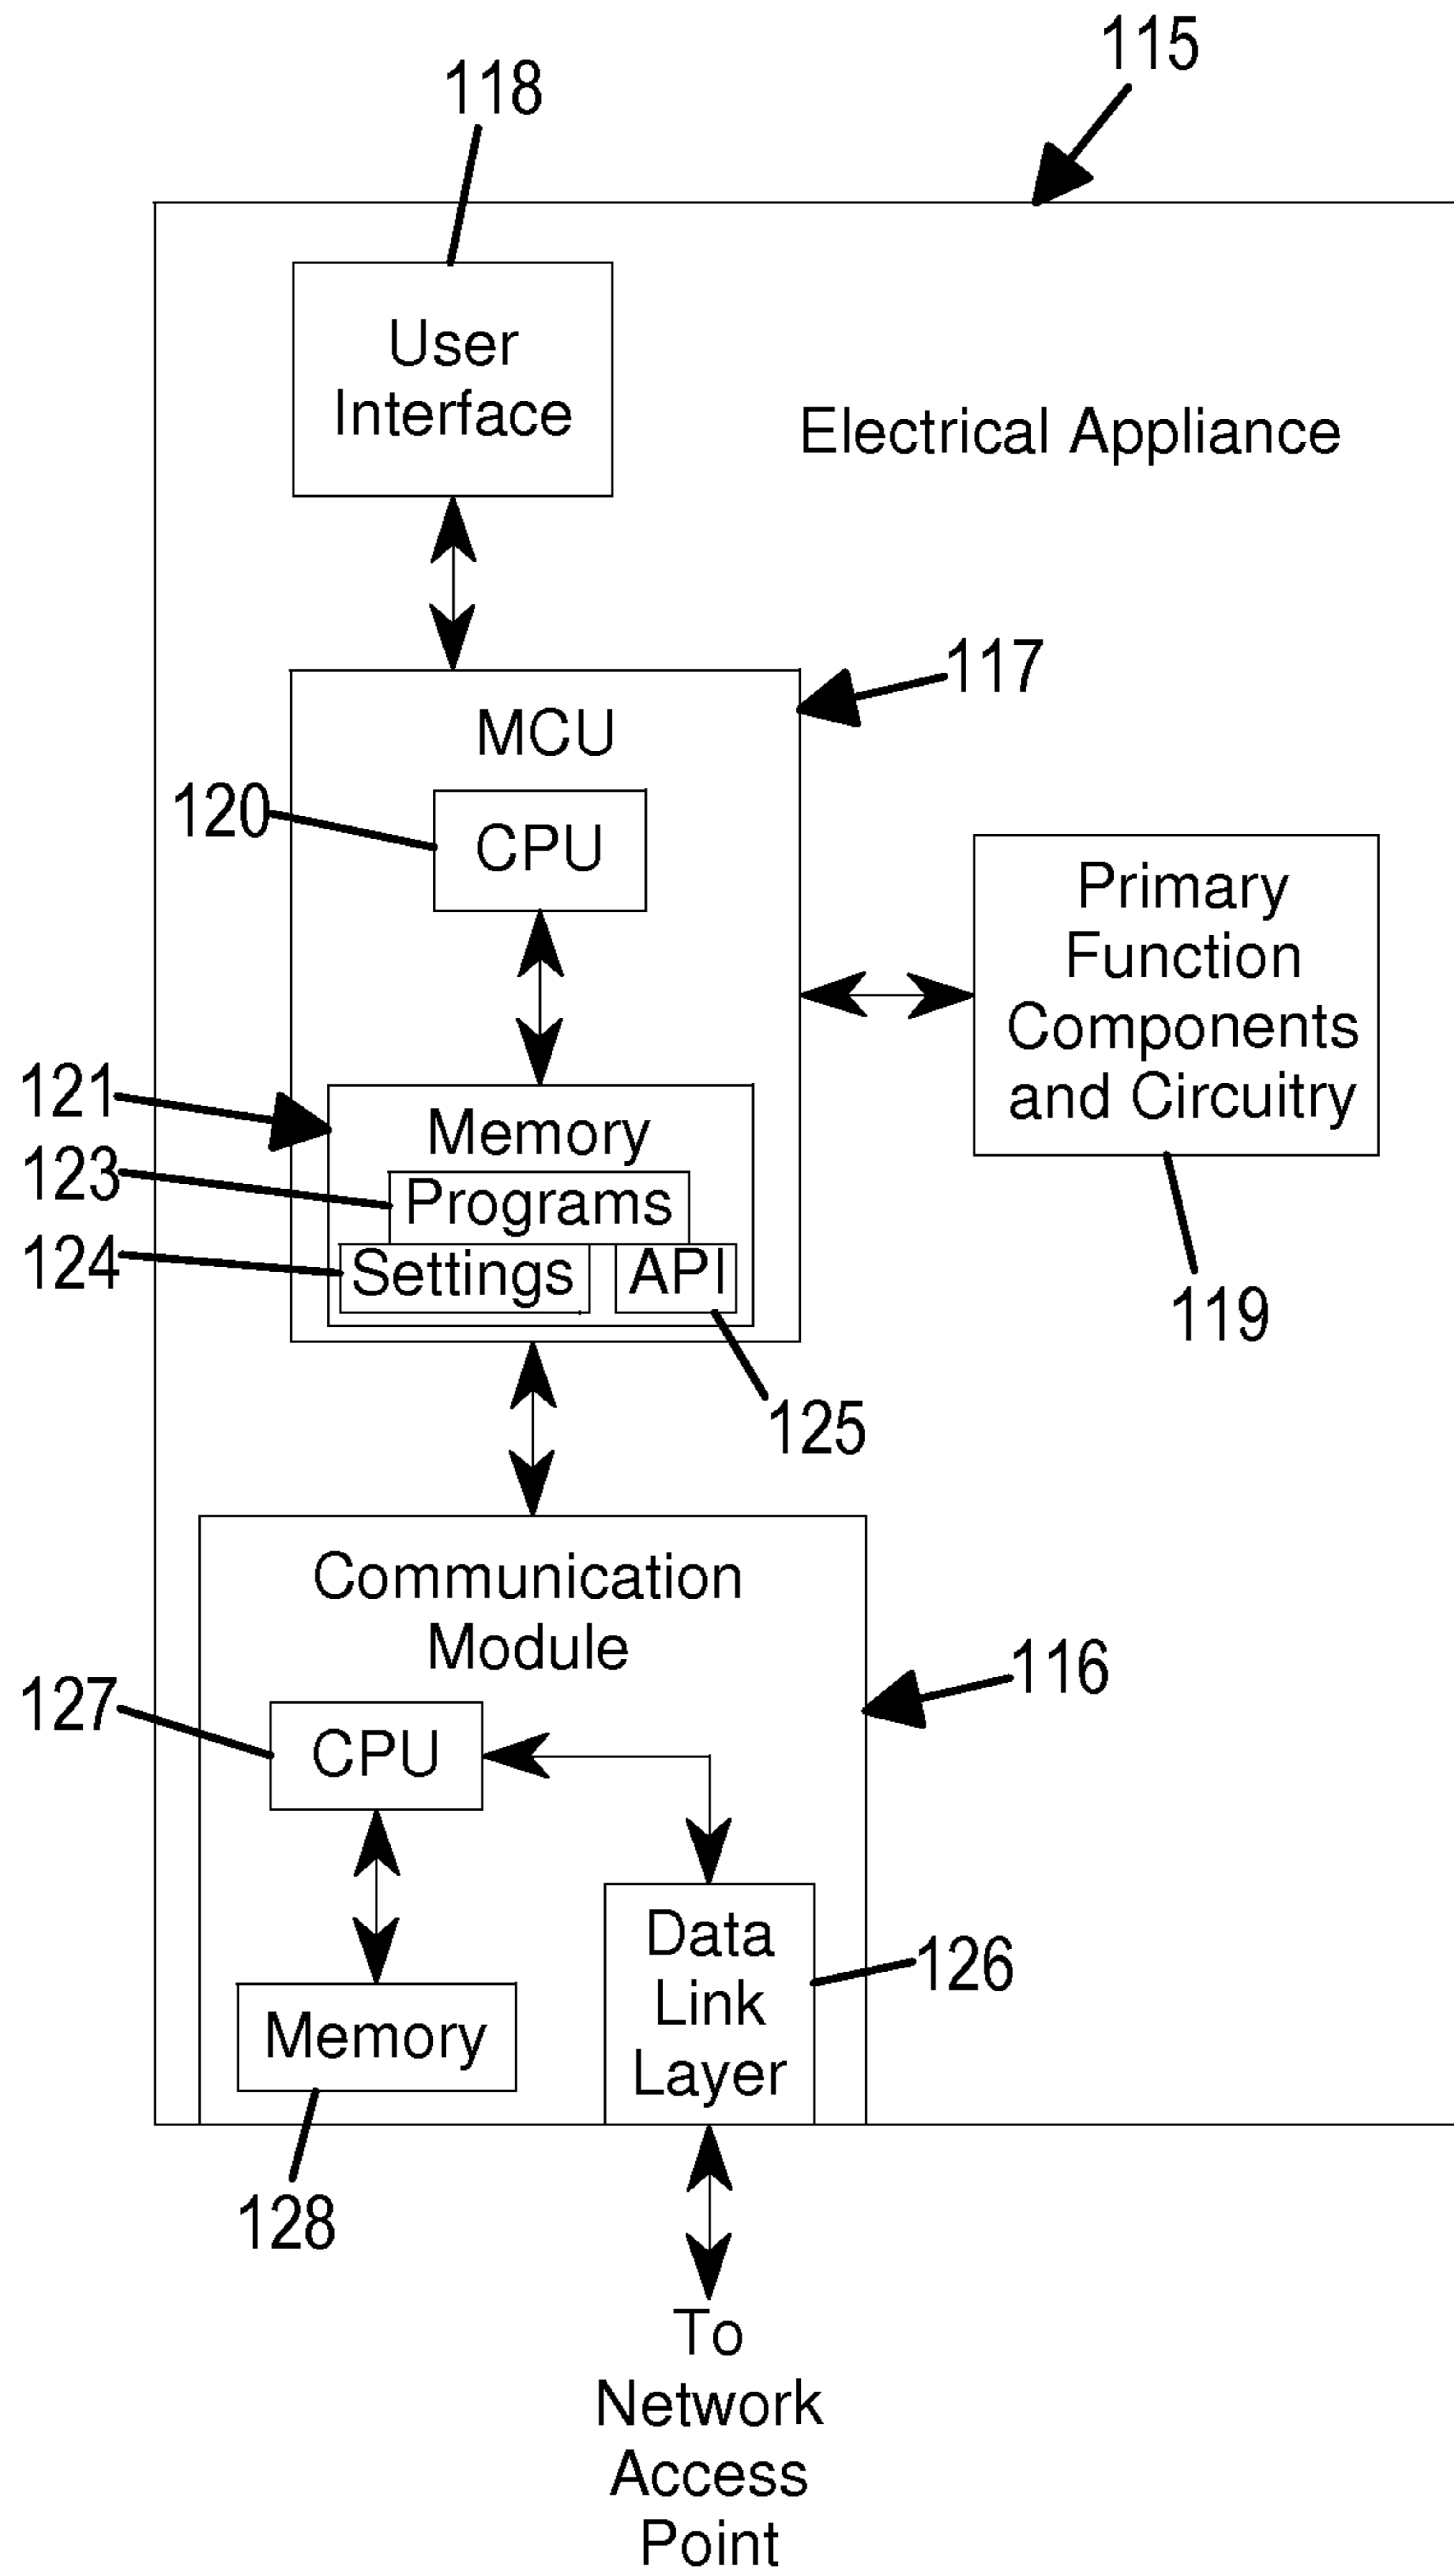 115
118
User
Interface
Electrical Appliance
117
MCU
120
CPU
Primary
Function
Components
and Circuitry
121
Memory
123
Programs
124
Settings
API
119
125
Communication
Module
116
127
CPU
Data
Link
Layer
126
Memory
128
To
Network
Access
Point